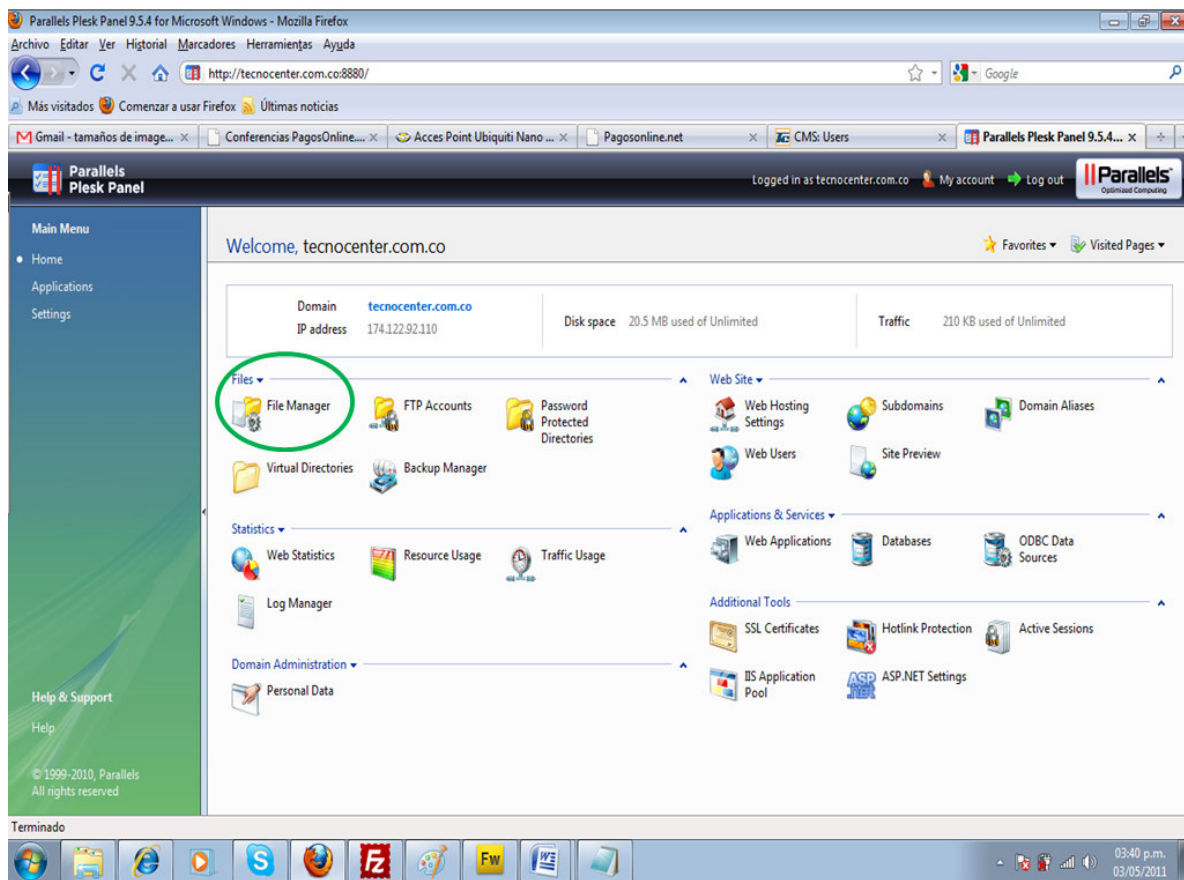 Parallels Plesk Panel 9.5.4 for Microsoft Windows - Mozilla Firefox
Archivo Editar Ver Historial Marcadores Herramientas Ayuda
http://tecnocenter.com.co:8880/
Google
Más visitados Comenzar a usar Firefox Últimas noticias
Gmail - tamaños de image... Conferencias PagosOnline.... Acces Point Ubiquiti Nano ... Pagosonline.net CMS: Users Parallels Plesk Panel 9.5.4...
Parallels
Plesk Panel
Logged in as tecnocenter.com.co My account Log out
Parallels
Optimized Computing
Main Menu
Home
Applications
Settings
Welcome, tecnocenter.com.co
Favorites Visited Pages
Domain tecnocenter.com.co
IP address 174.122.92.110
Disk space 20.5 MB used of Unlimited
Traffic 210 KB used of Unlimited
Files
File Manager
FTP Accounts
Password
Protected
Directories
Virtual Directories
Backup Manager
Statistics
Web Statistics
Resource Usage
Traffic Usage
Log Manager
Domain Administration
Personal Data
Web Site
Web Hosting
Settings
Subdomains
Domain Aliases
Web Users
Site Preview
Applications & Services
Web Applications
Databases
ODBC Data
Sources
Additional Tools
SSL Certificates
Hotlink Protection
Active Sessions
IIS Application
Pool
ASP
.NET
ASP.NET Settings
Help & Support
Help
© 1999-2010, Parallels
All rights reserved
Terminado
Fw
03:40 p.m.
03/05/2011